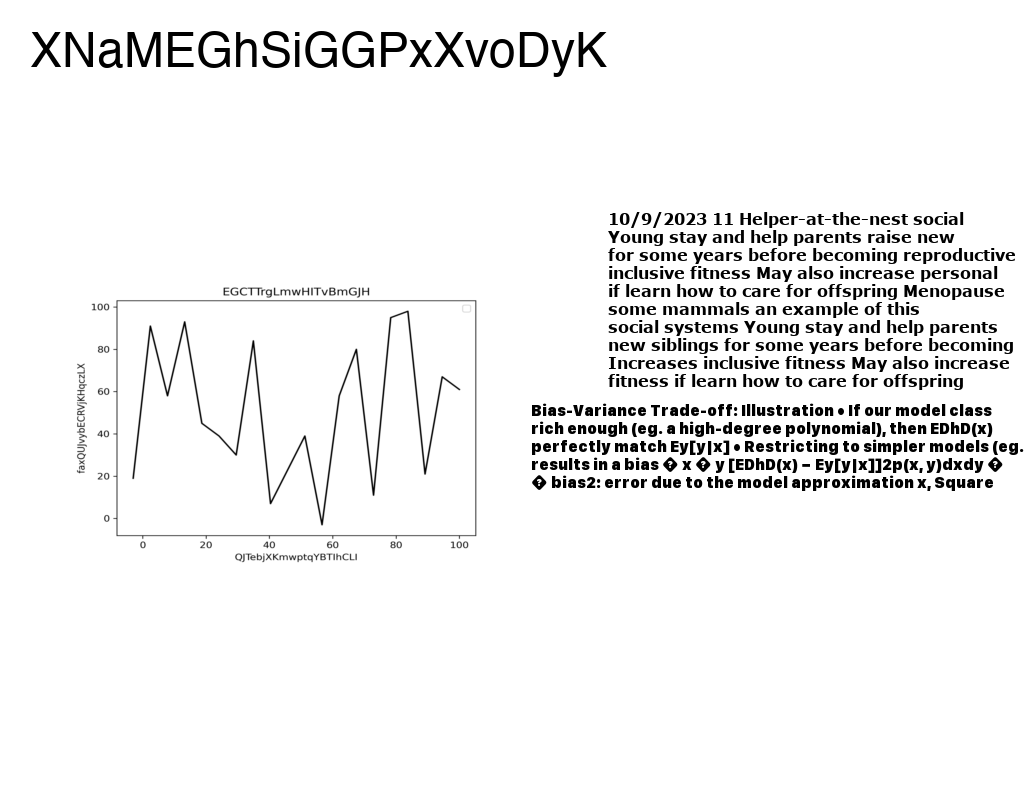 XNaMEGhSiGGPxXvoDyK
EGCTTrgLmwHITvBmGJH
100
80
60
40
20
0
faxQUJyybECRVjKHqczLX
0 20 40 60 80 100
QJTebjXKmwptqYBTIhCLI
10/9/2023 11 Helper-at-the-nest social
Young stay and help parents raise new
for some years before becoming reproductive
inclusive fitness May also increase personal
if learn how to care for offspring Menopause
some mammals an example of this
social systems Young stay and help parents
new siblings for some years before becoming
Increases inclusive fitness May also increase
fitness if learn how to care for offspring
Bias-Variance Trade-off: Illustration • If our model class
rich enough (eg. a high-degree polynomial), then EDhD(x)
perfectly match Ey[y|x] • Restricting to simpler models (eg.
results in a bias � x � y [EDhD(x) − Ey[y|x]]2p(x, y)dxdy �
� bias2: error due to the model approximation x, Square